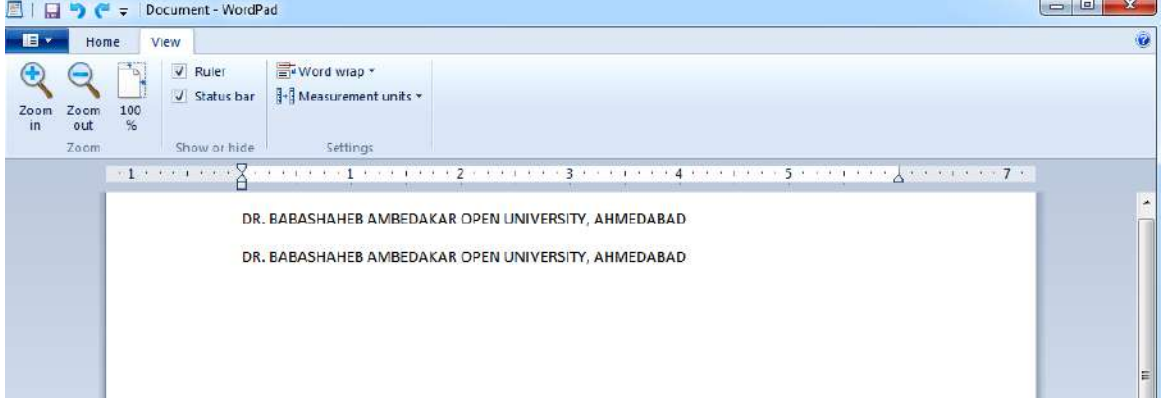 Document - WordPad
Home View
Zoom in
Zoom out
100 %
Ruler
Status bar
Word wrap
Measurement units
Zoom
Show or hide
Settings
1 1 2 3 4 5 7
DR. BABASHAHEB AMBEDAKAR OPEN UNIVERSITY, AHMEDABAD
DR. BABASHAHEB AMBEDAKAR OPEN UNIVERSITY, AHMEDABAD